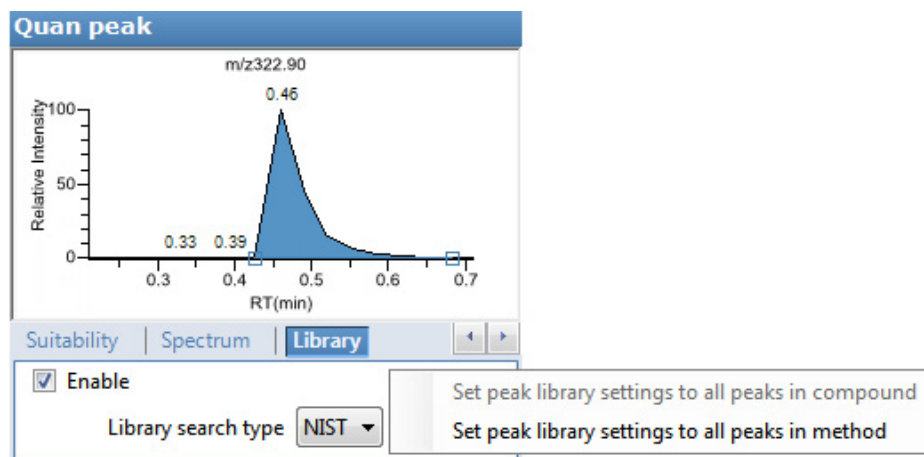 Quan peak
m/z322.90
0.46
Relative Intensity
100
50
0
0.33 0.39
0.3 0.4 0.5 0.6 0.7
RT(min)
Suitability Spectrum Library
Enable
Library search type NIST
Set peak library settings to all peaks in compound
Set peak library settings to all peaks in method